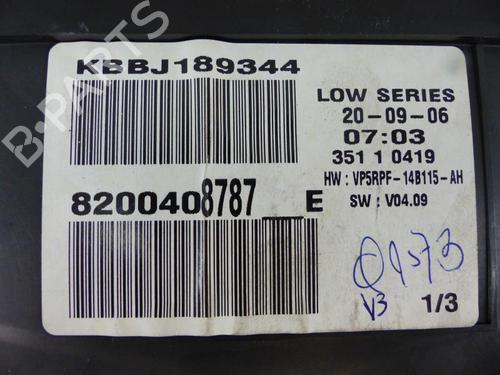 KBBJ189344
LOW SERIES
20-09-06
07:03
351 1 0419
HW : VP5RPF-14B115-AH
SW : V04.09
8200408787__E
V3
1/3
B-PARTS